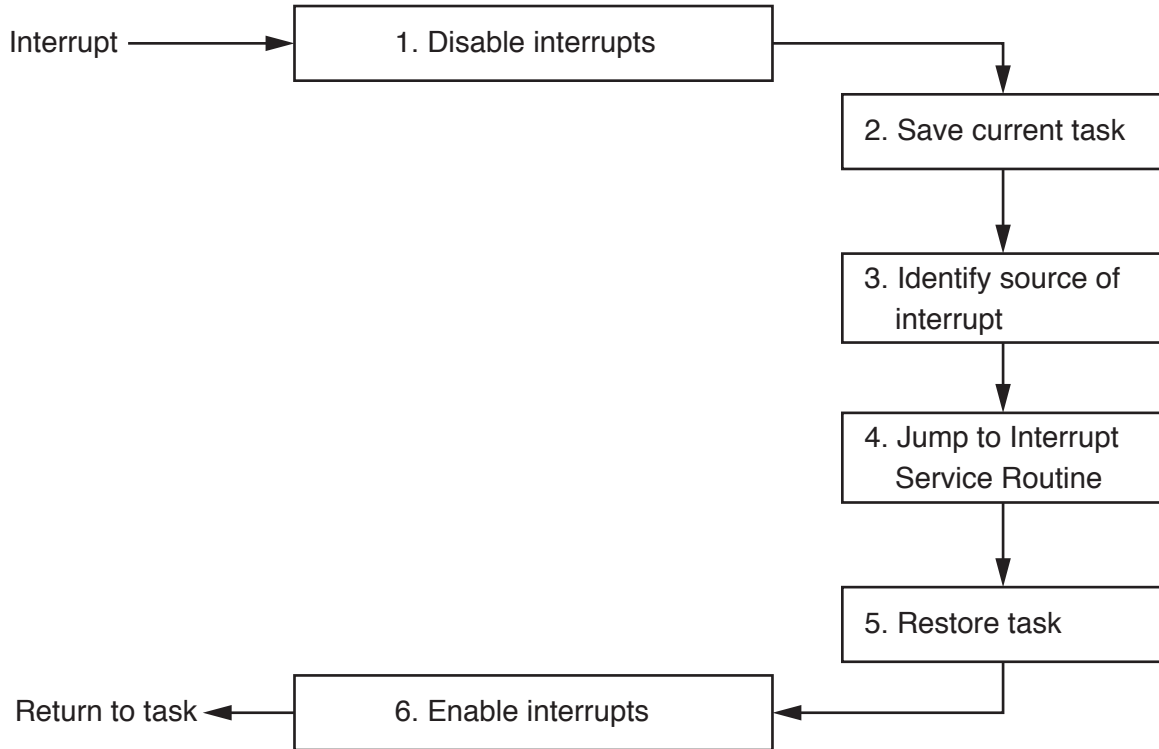 Interrupt
1. Disable interrupts
2. Save current task
3. Identify source of
interrupt
4. Jump to Interrupt
Service Routine
5. Restore task
6. Enable interrupts
Return to task